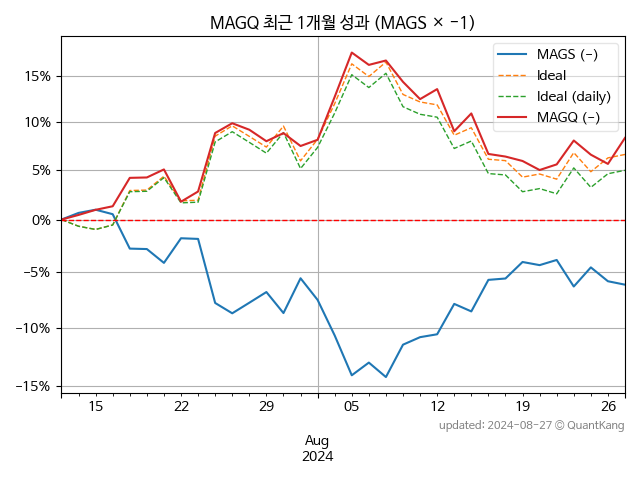 MAGQ 최근 1개월 성과 (MAGS × -1)
MAGS (-)
Ideal
Ideal (daily)
MAGQ (-)
15%
10%
5%
0%
-5%
-10%
-15%
15 22 29 05 12 19 26
updated: 2024-08-27 © QuantKang
Aug
2024